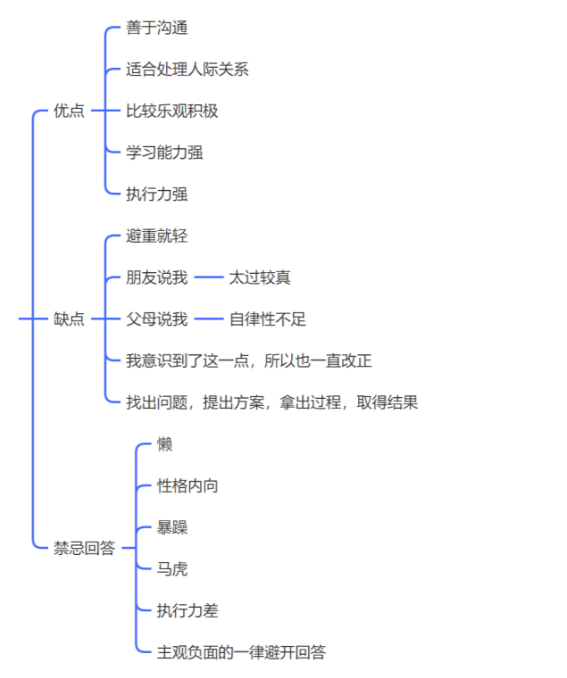 优点
善于沟通
适合处理人际关系
比较乐观积极
学习能力强
执行力强
缺点
避重就轻
朋友说我
太过较真
父母说我
自律性不足
我意识到了这一点，所以也一直改正
找出问题，提出方案，拿出过程，取得结果
禁忌回答
懒
性格内向
暴躁
马虎
执行力差
主观负面的一律避开回答